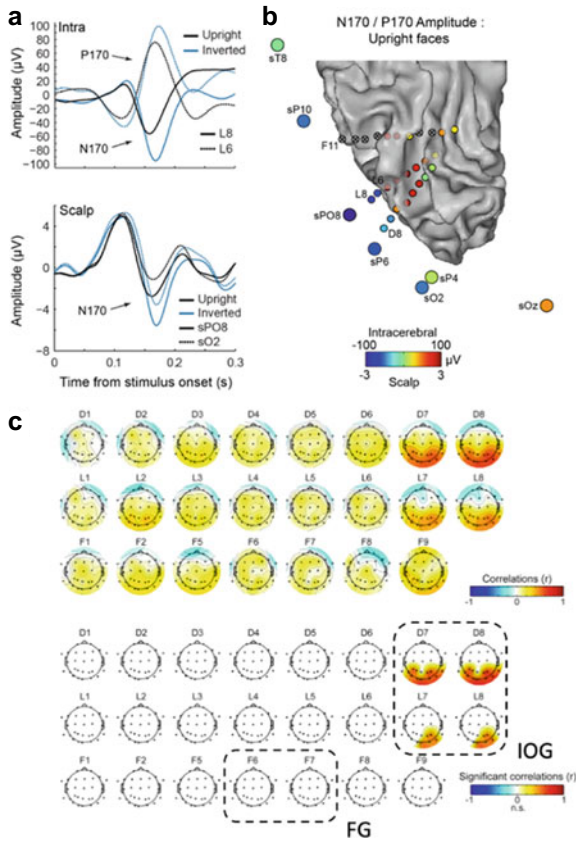 a
Intra
100
80
60
40
20
0
-20
-40
-60
-80
-100
Amplitude (µV)
P170
N170
Upright
Inverted
L8
L6
Scalp
4
0
-4
-8
Amplitude (µV)
N170
Upright
Inverted
sPO8
sO2
0
0.1
0.2
0.3
Time from stimulus onset (s)
b
N170 / P170 Amplitude :
Upright faces
sT8
sP10
F11
L6
L8
sPO8
D8
sP6
sP4
sO2
sOz
Intracerebral
-100 100
µV
-3 3
Scalp
c
D1 D2 D3 D4 D5 D6 D7 D8
L1 L2 L3 L4 L5 L6 L7 L8
F1 F2 F5 F6 F7 F8 F9
Correlations (r)
-1 0 1
D1 D2 D3 D4 D5 D6 D7 D8
L1 L2 L3 L4 L5 L6 L7 L8
IOG
F1 F2 F5 F6 F7 F8 F9
Significant correlations (r)
-1 n.s. 1
FG